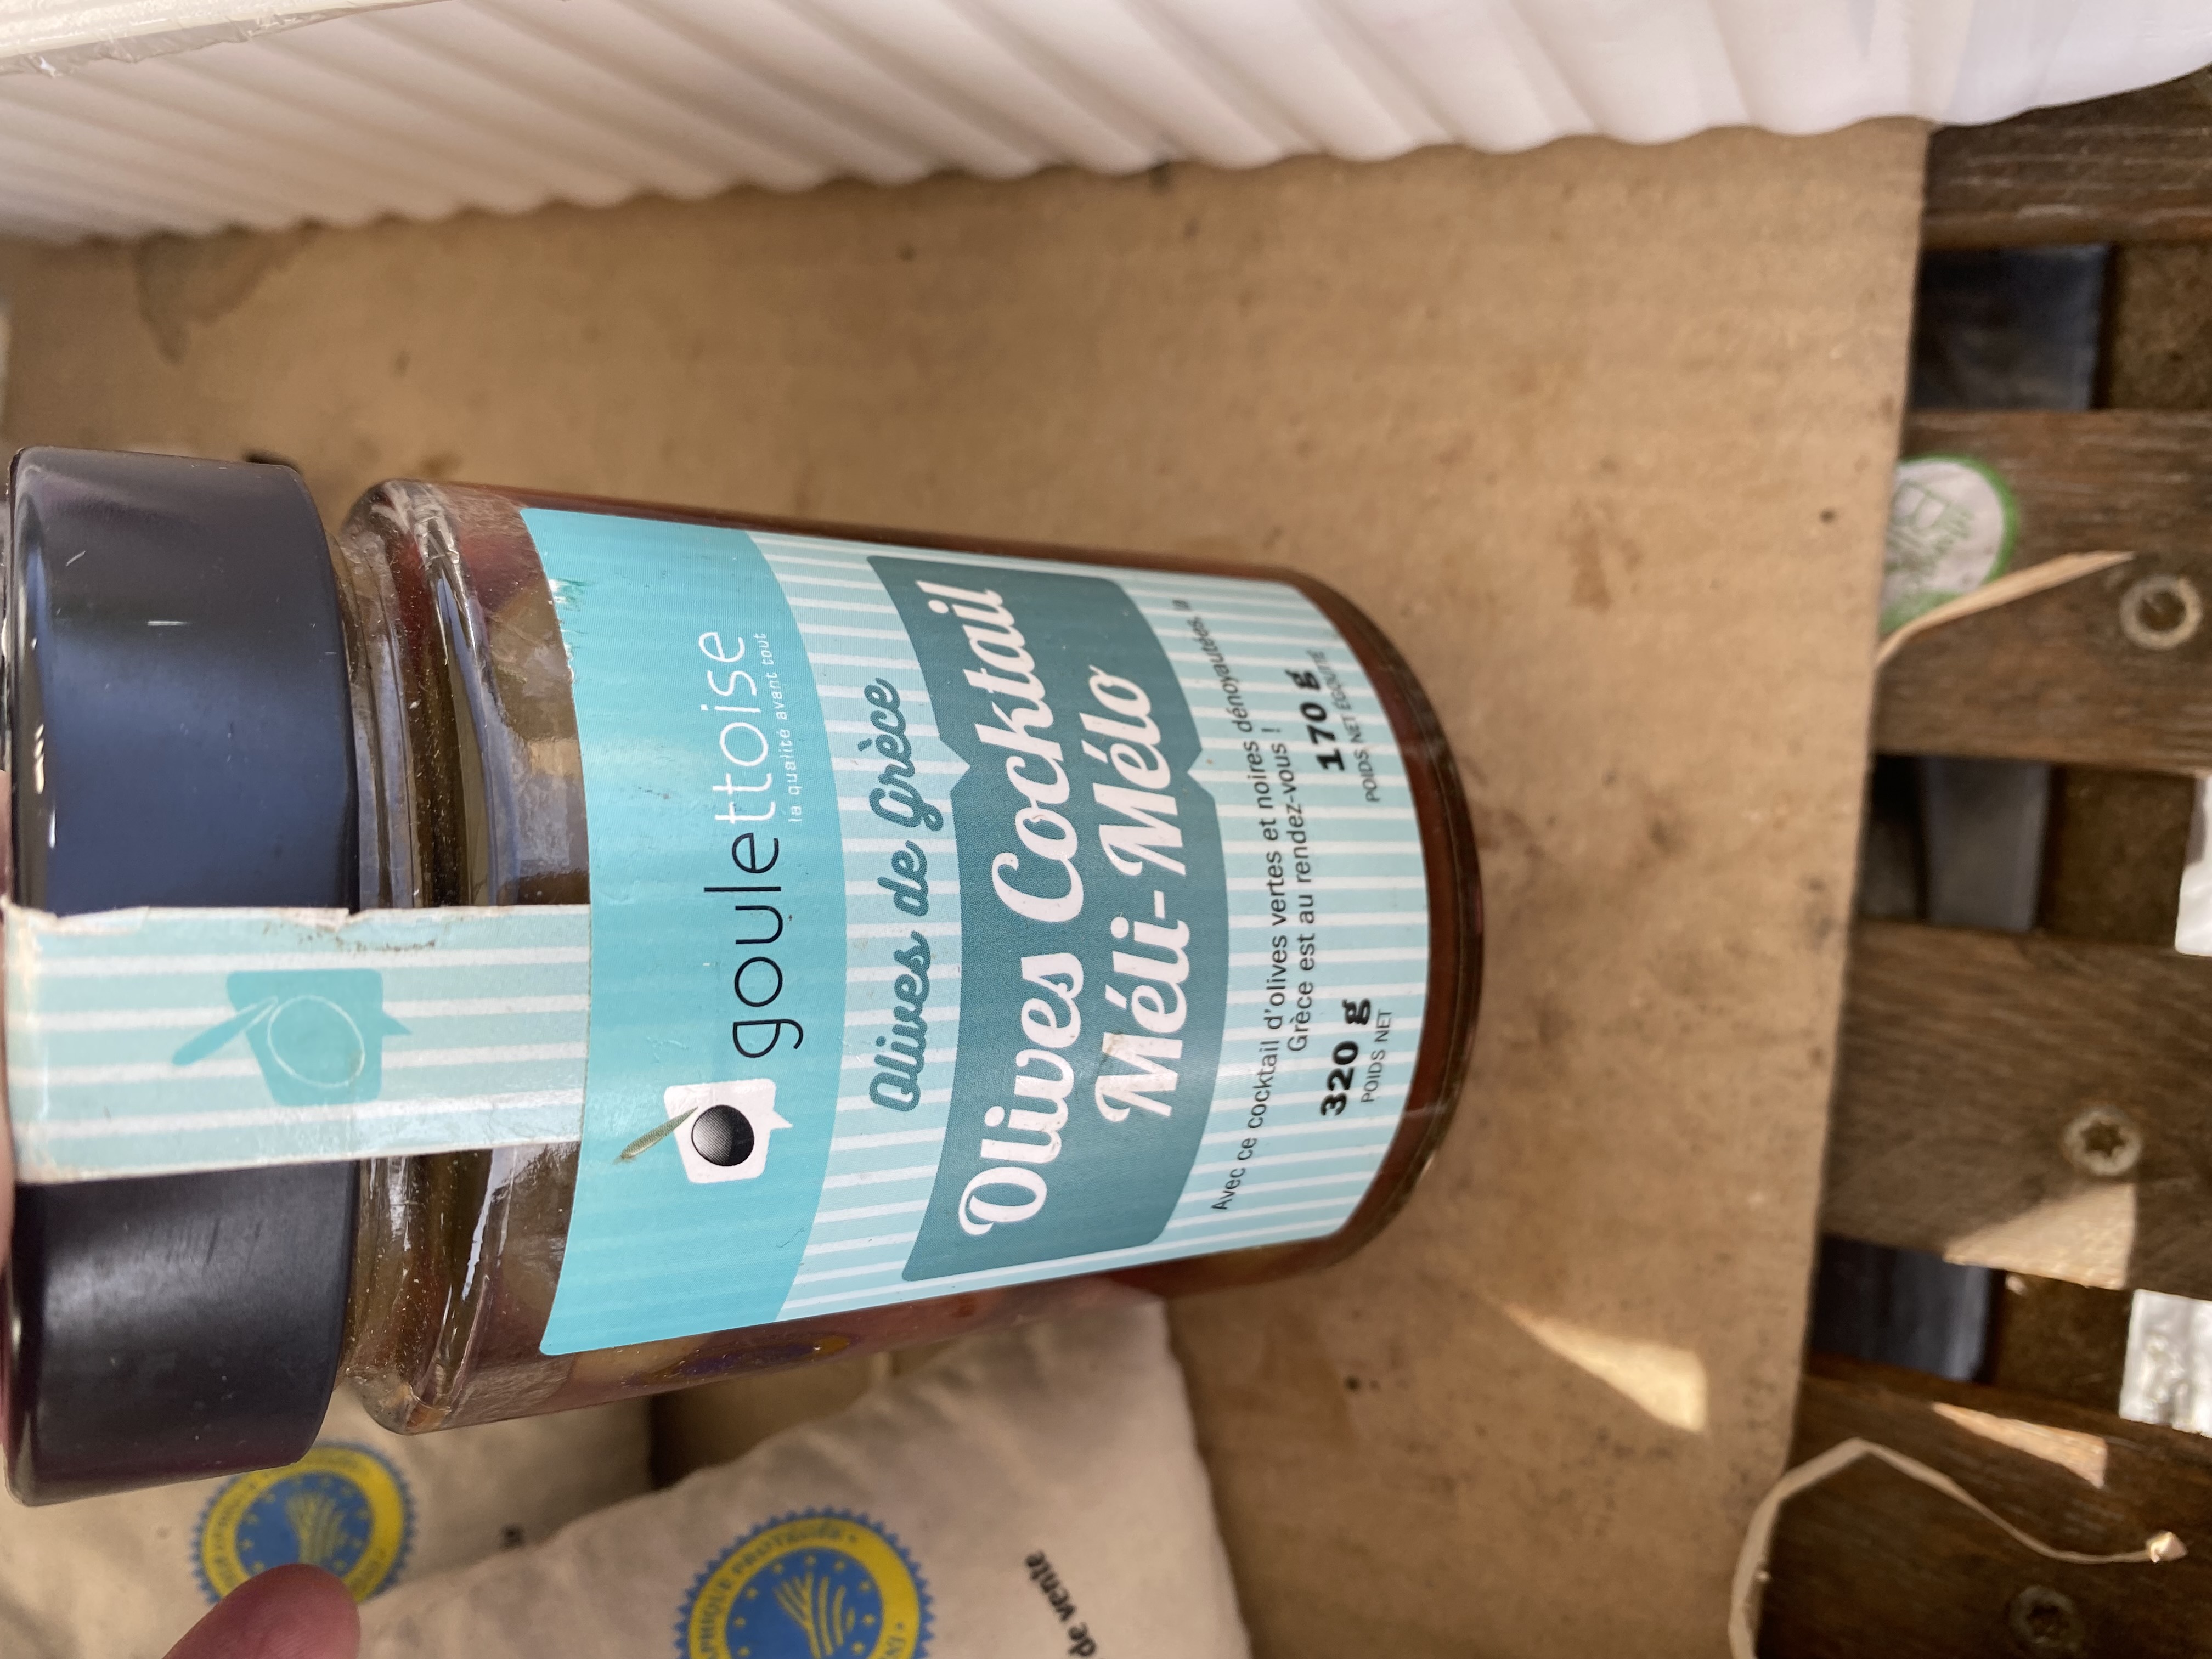 goulettoise
la qualité avant tout
Olives de Grèce
Olives Cocktail
Méli-Mélo
Avec ce cocktail d'olives vertes et noires dénoyautées, la
Grèce est au rendez-vous !
320 g
POIDS NET
170 g
POIDS NET ÉGOUTTÉ
de vente